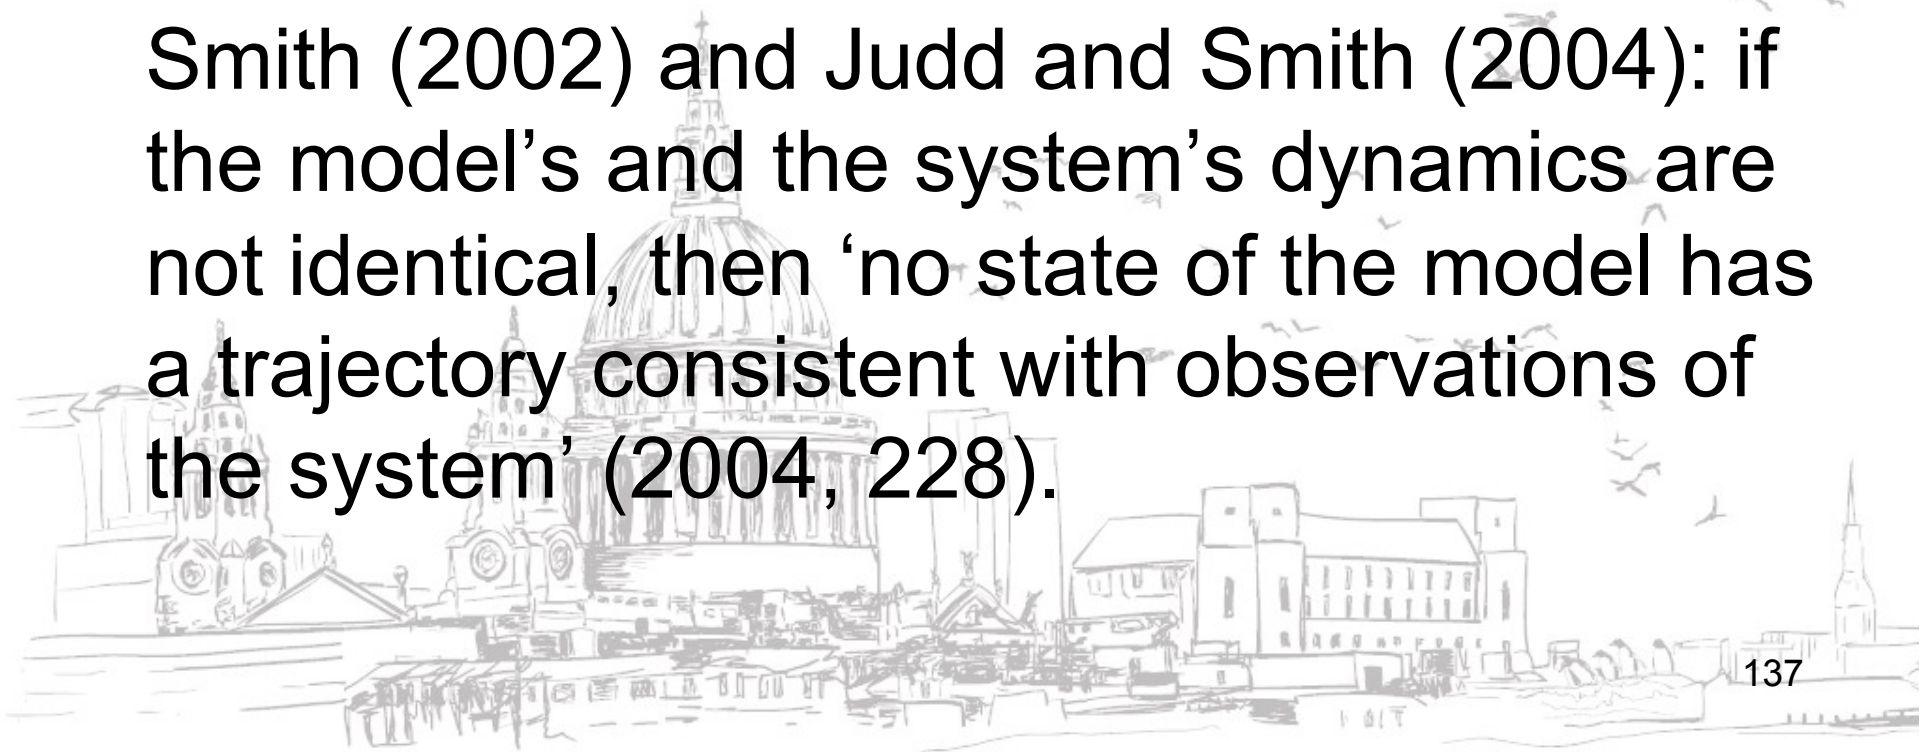 Smith (2002) and Judd and Smith (2004): if
the model’s and the system’s dynamics are
not identical, then ‘no state of the model has
a trajectory consistent with observations of
the system’ (2004, 228).
137